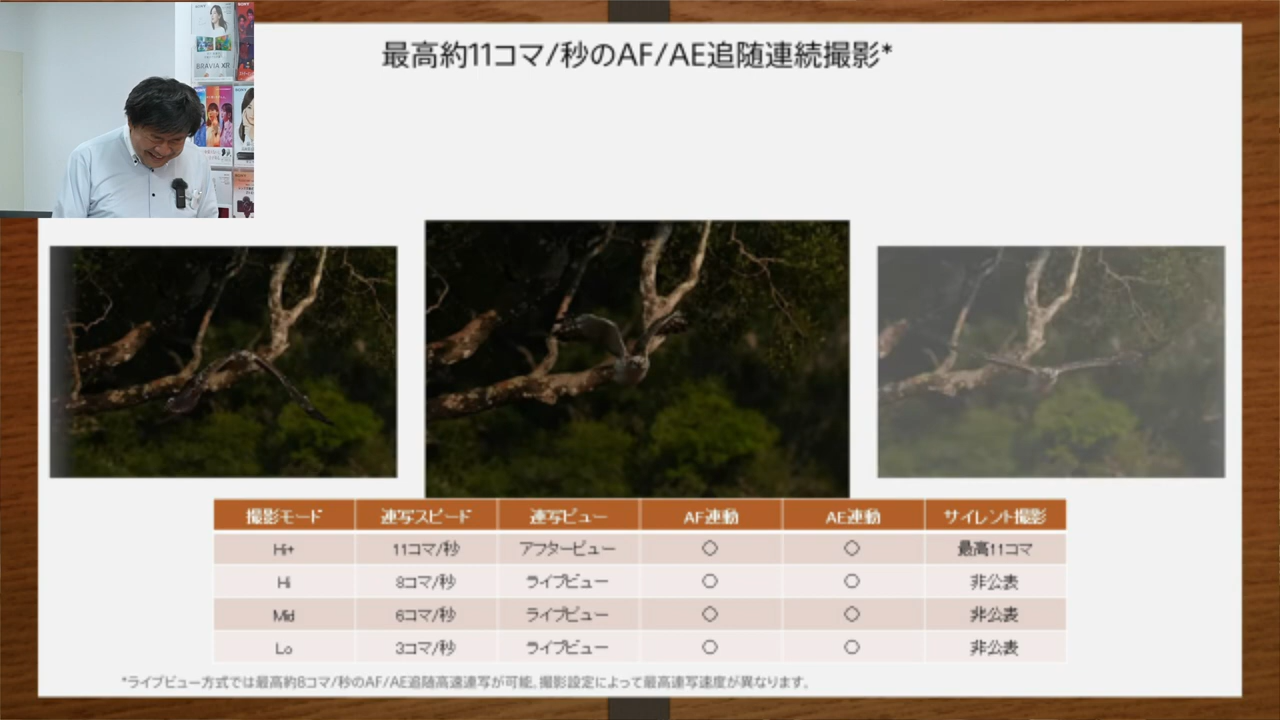 最高約11コマ/秒のAF/AE追随連続撮影*
SONY
BRAVIA XR
撮影モード 連写スピード 連写ビュー AF連動 AE連動 サイレント撮影
Hi+ 11コマ/秒 アフタービュー ○ ○ 最高11コマ
Hi 8コマ/秒 ライブビュー ○ ○ 非公表
Mid 6コマ/秒 ライブビュー ○ ○ 非公表
Lo 3コマ/秒 ライブビュー ○ ○ 非公表
*ライブビュー方式では最高約8コマ/秒のAF/AE追随高速連写が可能。撮影設定によって最高連写速度が異なります。